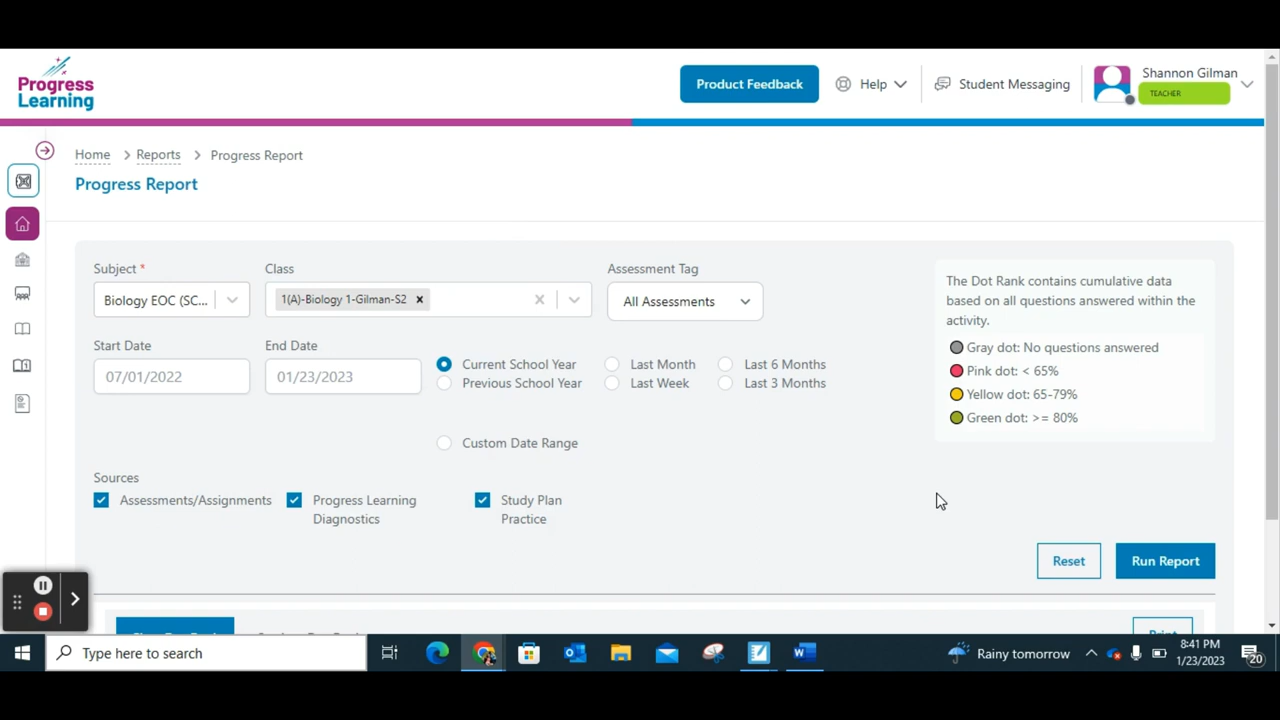 Progress
Learning
Product Feedback
Help
Student Messaging
Shannon Gilman
TEACHER
Home > Reports > Progress Report
Progress Report
Subject *
Class
Assessment Tag
Biology EOC (SC...
1(A)-Biology 1-Gilman-S2
All Assessments
The Dot Rank contains cumulative data
based on all questions answered within the
activity.
Gray dot: No questions answered
Pink dot: < 65%
Yellow dot: 65-79%
Green dot: >= 80%
Start Date
End Date
07/01/2022
01/23/2023
Current School Year
Last Month
Last 6 Months
Previous School Year
Last Week
Last 3 Months
Custom Date Range
Sources
Assessments/Assignments
Progress Learning
Diagnostics
Study Plan
Practice
Reset
Run Report
Print
Type here to search
Rainy tomorrow
8:41 PM
1/23/2023
20